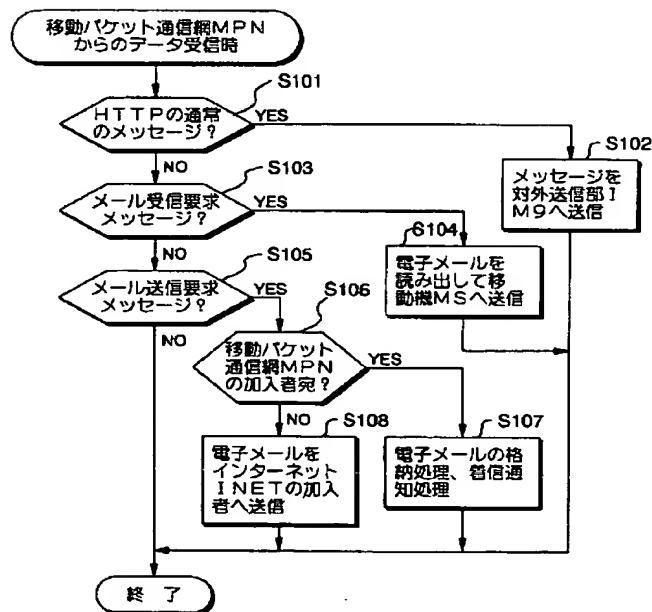 移動パケット通信網MPN
からのデータ受信時
S101
HTTPの通常
のメッセージ？
YES
NO
S102
メッセージを
対外送信部I
M9へ送信
S103
メール受信要求
メッセージ？
YES
NO
S104
電子メールを
読み出して移
動機MSへ送信
S105
メール送信要求
メッセージ？
YES
NO
S106
移動パケット
通信網MPN
の加入者宛？
YES
NO
S108
電子メールを
インターネット
INETの加入
者へ送信
S107
電子メールの格
納処理、着信通
知処理
終了